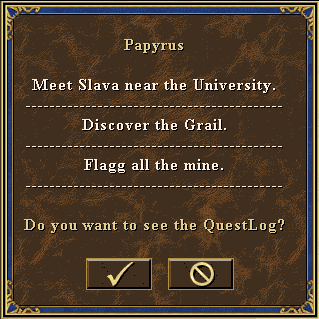 Papyrus
Meet Slava near the University.
------------------------------------
Discover the Grail.
------------------------------------
Flagg all the mine.
------------------------------------
Do you want to see the QuestLog?